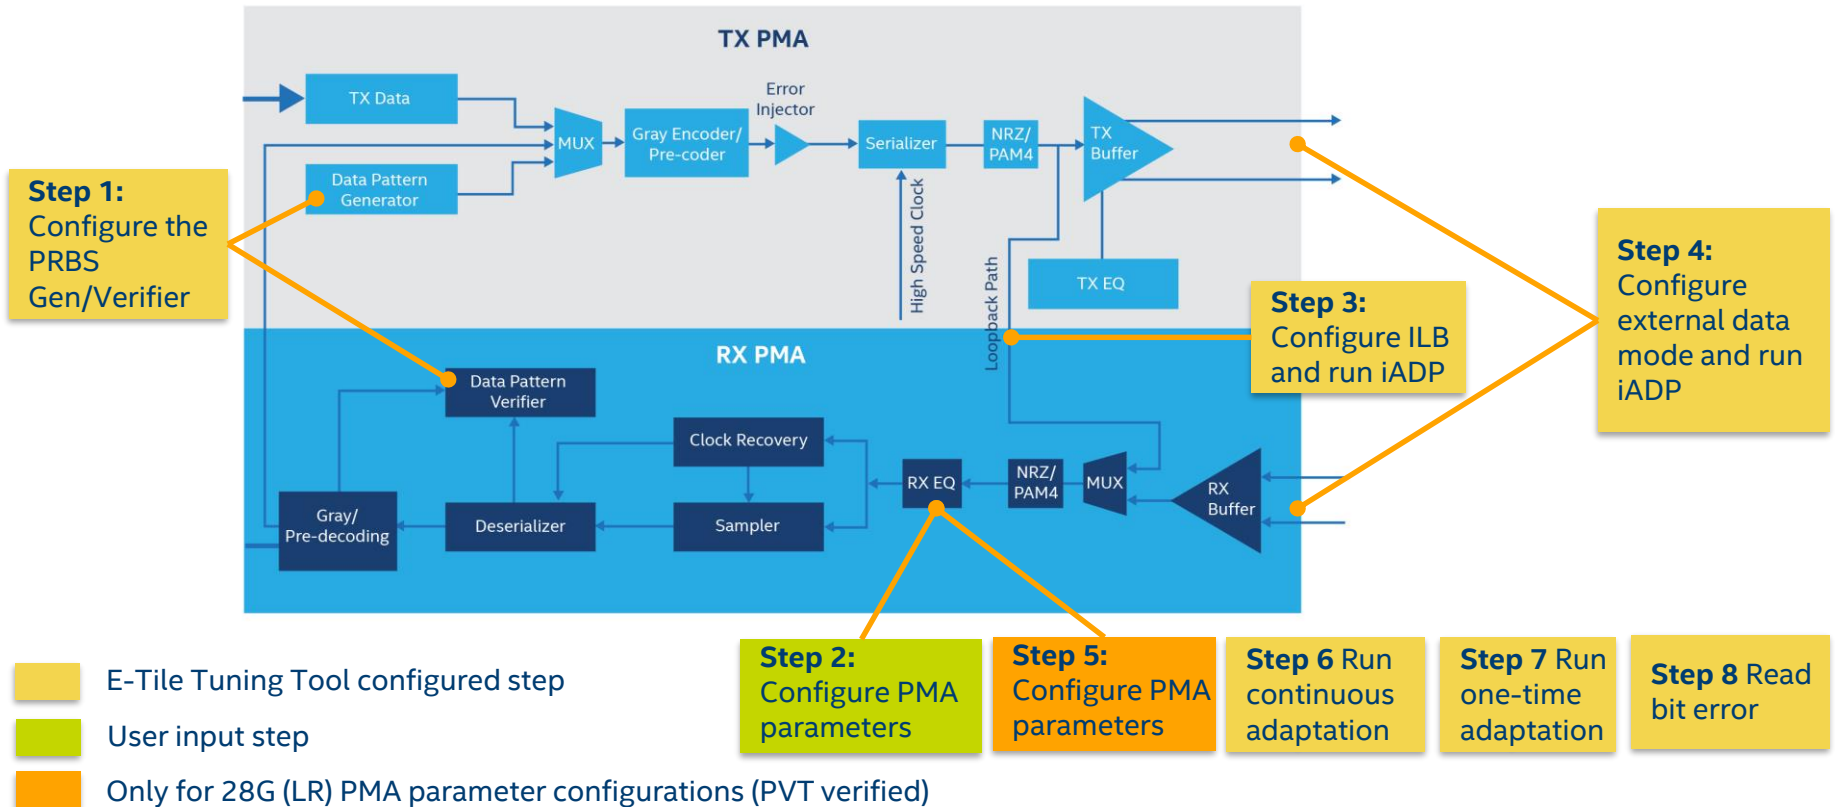 TX PMA
TX Data
Data Pattern
Generator
MUX
Gray Encoder/
Pre-coder
Error
Injector
Serializer
High Speed Clock
NRZ/
PAM4
TX
Buffer
TX EQ
Loopback Path
Step 1:
Configure the
PRBS
Gen/Verifier
Step 3:
Configure ILB
and run iADP
Step 4:
Configure
external data
mode and run
iADP
RX PMA
Data Pattern
Verifier
Clock Recovery
Gray/
Pre-decoding
Deserializer
Sampler
RX EQ
NRZ/
PAM4
MUX
RX
Buffer
Step 2:
Configure PMA
parameters
Step 5:
Configure PMA
parameters
Step 6 Run
continuous
adaptation
Step 7 Run
one-time
adaptation
Step 8 Read
bit error
E-Tile Tuning Tool configured step
User input step
Only for 28G (LR) PMA parameter configurations (PVT verified)